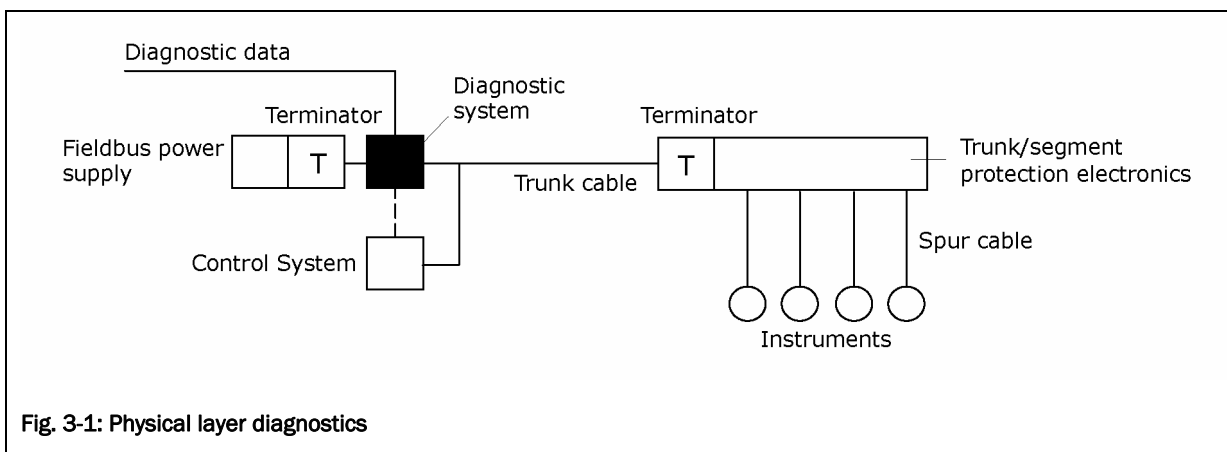 Diagnostic data
Diagnostic
system
Terminator
Terminator
Fieldbus power
supply
T
T
Trunk/segment
protection electronics
Trunk cable
Spur cable
Control System
Instruments
Fig. 3-1: Physical layer diagnostics